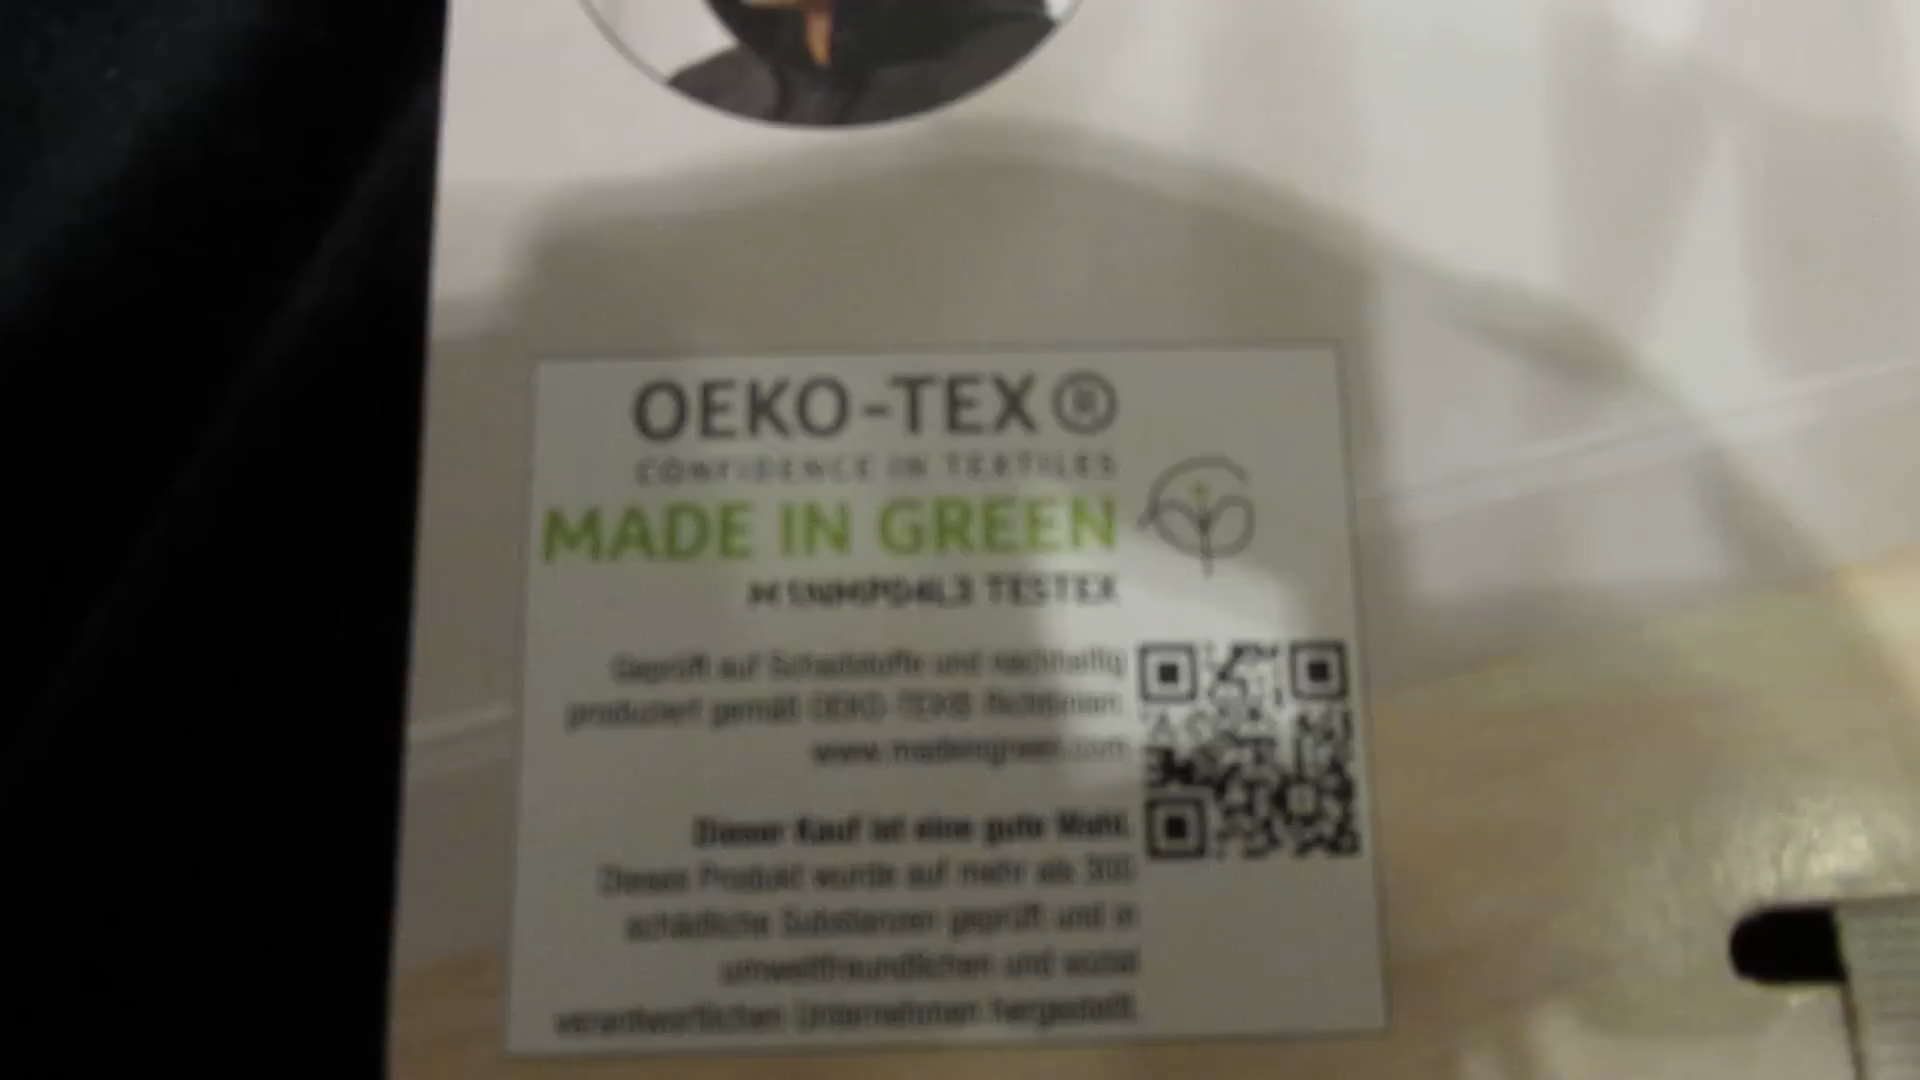 OEKO-TEX®
CONFIDENCE IN TEXTILES
MADE IN GREEN
TESTEX
Geprüft auf Schadstoffe und nachhaltig
produziert gemäß OEKO-TEX® Richtlinien.
www.madeingreen.com
Dieser Kauf ist eine gute Wahl.
Dieses Produkt wurde auf mehr als 300
schädliche Substanzen geprüft und in
umweltfreundlichen und sozial
verantwortlichen Unternehmen hergestellt.